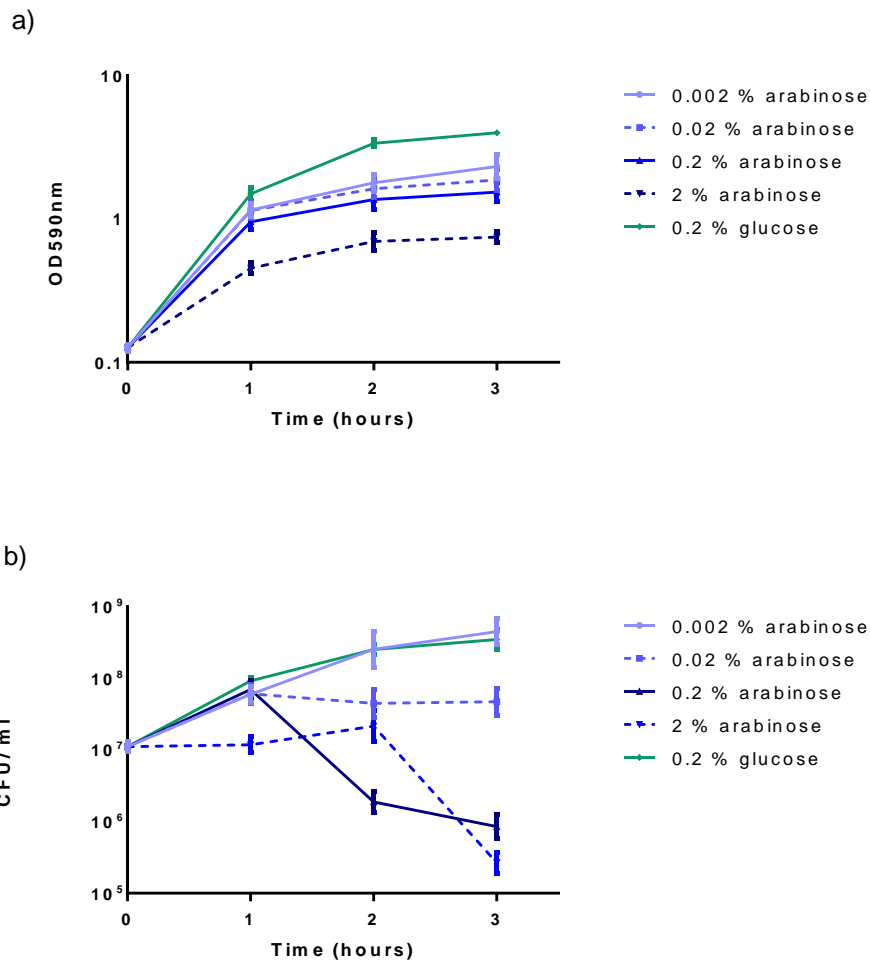 a)
OD590nm
10
1
0.1
0 1 2 3
Time (hours)
0.002 % arabinose
0.02 % arabinose
0.2 % arabinose
2 % arabinose
0.2 % glucose
b)
CFU/ml
10⁹
10⁸
10⁷
10⁶
10⁵
0 1 2 3
Time (hours)
0.002 % arabinose
0.02 % arabinose
0.2 % arabinose
2 % arabinose
0.2 % glucose